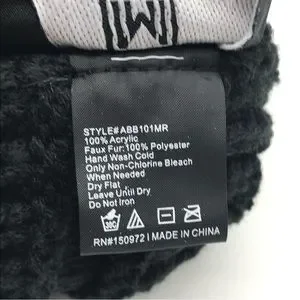 STYLE#ABB101MR
100% Acrylic
Faux Fur: 100% Polyester
Hand Wash Cold
Only Non-Chlorine Bleach
When Needed
Dry Flat
Leave Until Dry
Do Not Iron
RN#150972 I MADE IN CHINA